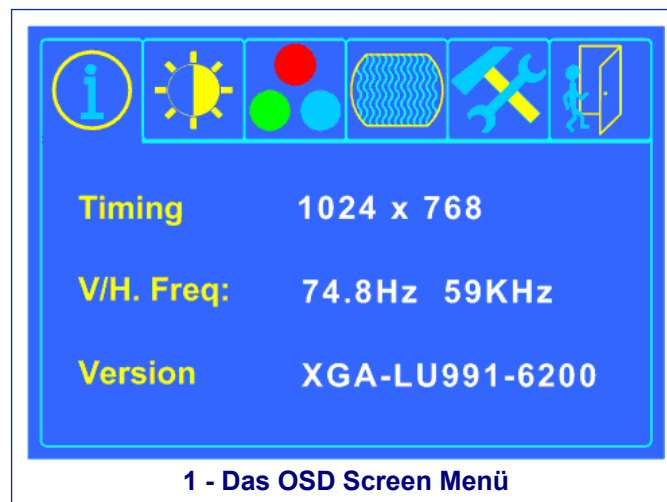 Timing 1024 x 768
V/H. Freq: 74.8Hz 59KHz
Version XGA-LU991-6200
1 - Das OSD Screen Menü